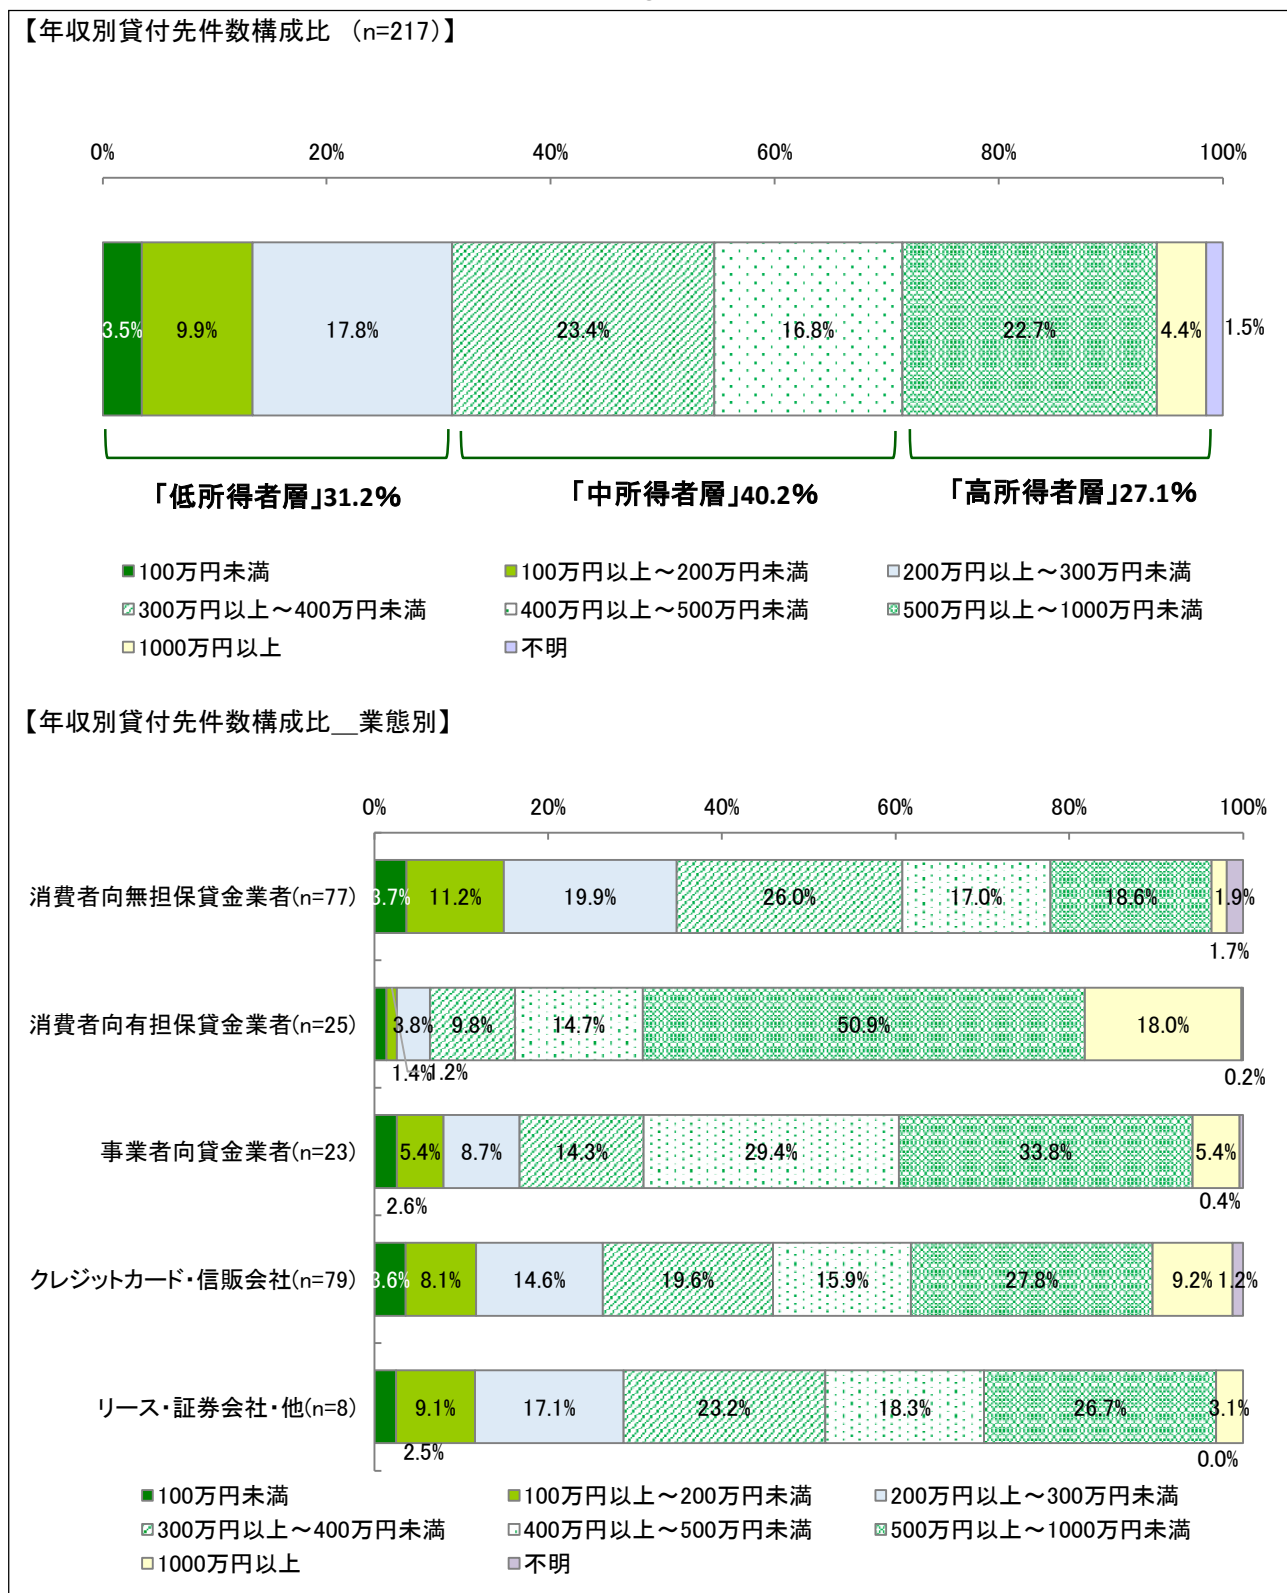 【年収別貸付先件数構成比 （n=217）】
0% 20% 40% 60% 80% 100%
3.5% 9.9% 17.8% 23.4% 16.8% 22.7% 4.4% 1.5%
「低所得者層」31.2% 「中所得者層」40.2% 「高所得者層」27.1%
100万円未満 100万円以上～200万円未満 200万円以上～300万円未満
300万円以上～400万円未満 400万円以上～500万円未満 500万円以上～1000万円未満
1000万円以上 不明
【年収別貸付先件数構成比__業態別】
0% 20% 40% 60% 80% 100%
消費者向無担保貸金業者(n=77) 3.7% 11.2% 19.9% 26.0% 17.0% 18.6% 1.9%
1.7%
消費者向有担保貸金業者(n=25) 3.8% 9.8% 14.7% 50.9% 18.0%
1.4% 1.2% 0.2%
事業者向貸金業者(n=23) 5.4% 8.7% 14.3% 29.4% 33.8% 5.4%
2.6% 0.4%
クレジットカード・信販会社(n=79) 3.6% 8.1% 14.6% 19.6% 15.9% 27.8% 9.2% 1.2%
リース・証券会社・他(n=8) 9.1% 17.1% 23.2% 18.3% 26.7% 3.1%
2.5% 0.0%
100万円未満 100万円以上～200万円未満 200万円以上～300万円未満
300万円以上～400万円未満 400万円以上～500万円未満 500万円以上～1000万円未満
1000万円以上 不明